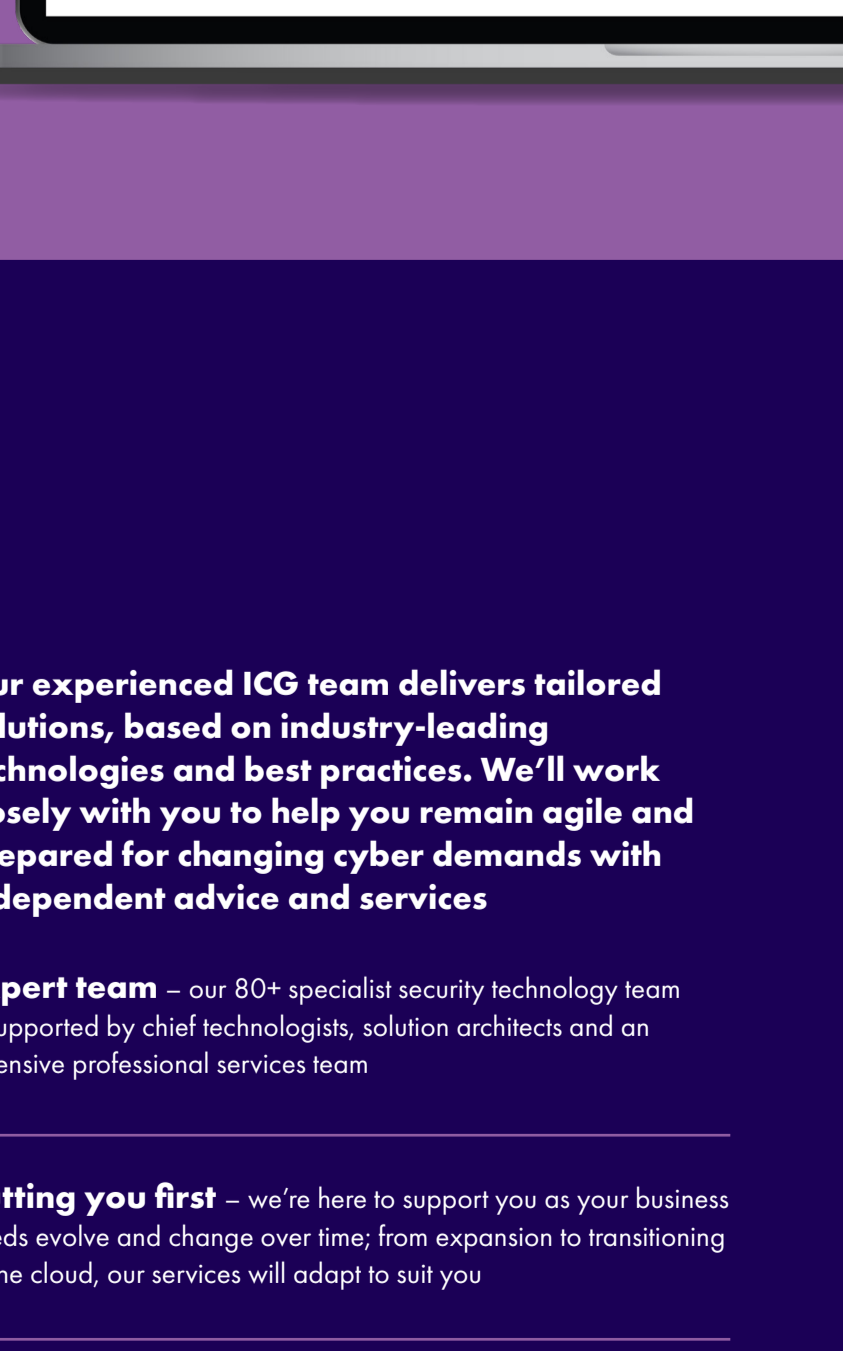 ur experienced ICG team delivers tailored
lutions, based on industry-leading
chnologies and best practices. We'll work
osely with you to help you remain agile and
epared for changing cyber demands with
dependent advice and services
pert team – our 80+ specialist security technology team
upported by chief technologists, solution architects and an
ensive professional services team
tting you first – we're here to support you as your business
eds evolve and change over time; from expansion to transitioning
he cloud, our services will adapt to suit you